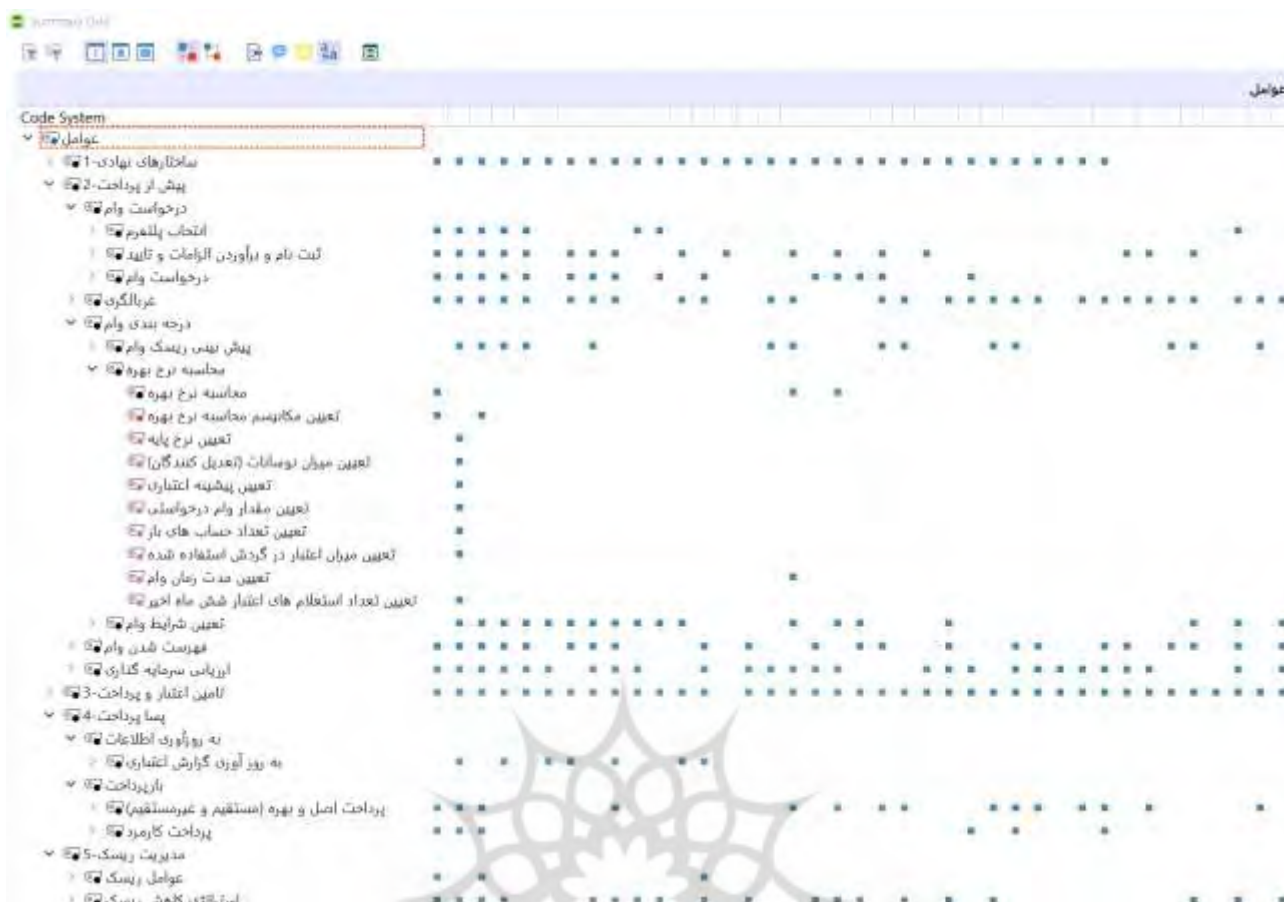 Summary Grid
عوامل
Code System
عوامل
1-ساختارهای نهادی
2-پیش از پرداخت
درخواست وام
انتخاب پلتفرم
ثبت نام و برآوردن الزامات و تایید
درخواست وام
غربالگری
درجه بندی وام
پیش بینی ریسک وام
محاسبه نرخ بهره
محاسبه نرخ بهره
تعیین مکانیسم محاسبه نرخ بهره
تعیین نرخ پایه
تعیین میزان نوسانات (تعدیل کنندگان)
تعیین پیشینه اعتباری
تعیین مقدار وام درخواستی
تعیین تعداد حساب های باز
تعیین میزان اعتبار در گردش استفاده شده
تعیین مدت زمان وام
تعیین تعداد استعلام های اعتبار شش ماه اخیر
تعیین شرایط وام
فهرست شدن وام
ارزیابی سرمایه گذاری
3-تامین اعتبار و پرداخت
4-پسا پرداخت
به روزآوری اطلاعات
به روز آوری گزارش اعتباری
بازپرداخت
پرداخت اصل و بهره (مستقیم و غیرمستقیم)
پرداخت کارمزد
5-مدیریت ریسک
عوامل ریسک
استراتژی کاهش ریسک